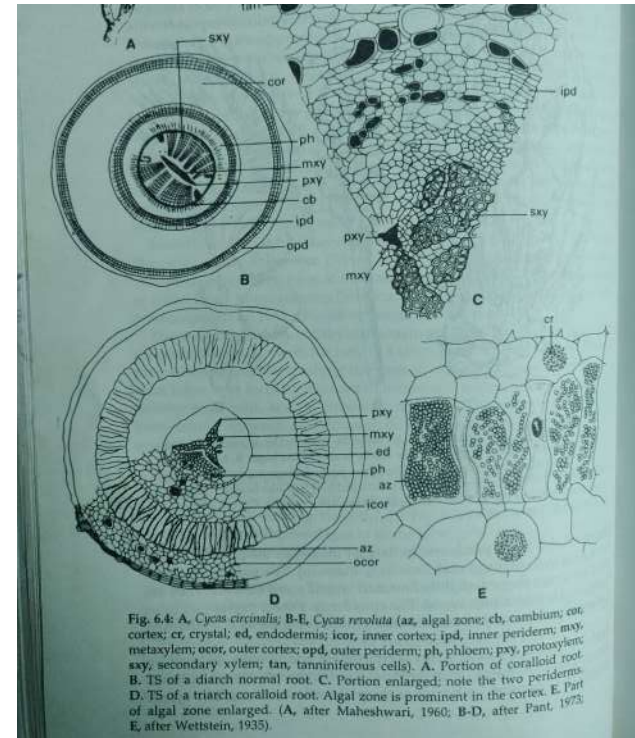 tan
A
sxy
cor
ph
mxy
pxy
cb
ipd
opd
B
ipd
sxy
pxy
mxy
C
cr
pxy
mxy
ed
ph
az
icor
az
ocor
D
E
Fig. 6.4: A, Cycas circinalis; B-E, Cycas revoluta (az, algal zone; cb, cambium; cor,
cortex; cr, crystal; ed, endodermis; icor, inner cortex; ipd, inner periderm; mxy,
metaxylem; ocor, outer cortex; opd, outer periderm; ph, phloem; pxy, protoxylem;
sxy, secondary xylem; tan, tanniniferous cells). A. Portion of coralloid root.
B. TS of a diarch normal root. C. Portion enlarged; note the two periderms.
D. TS of a triarch coralloid root. Algal zone is prominent in the cortex. E. Part
of algal zone enlarged. (A, after Maheshwari, 1960; B-D, after Pant, 1973;
E, after Wettstein, 1935).